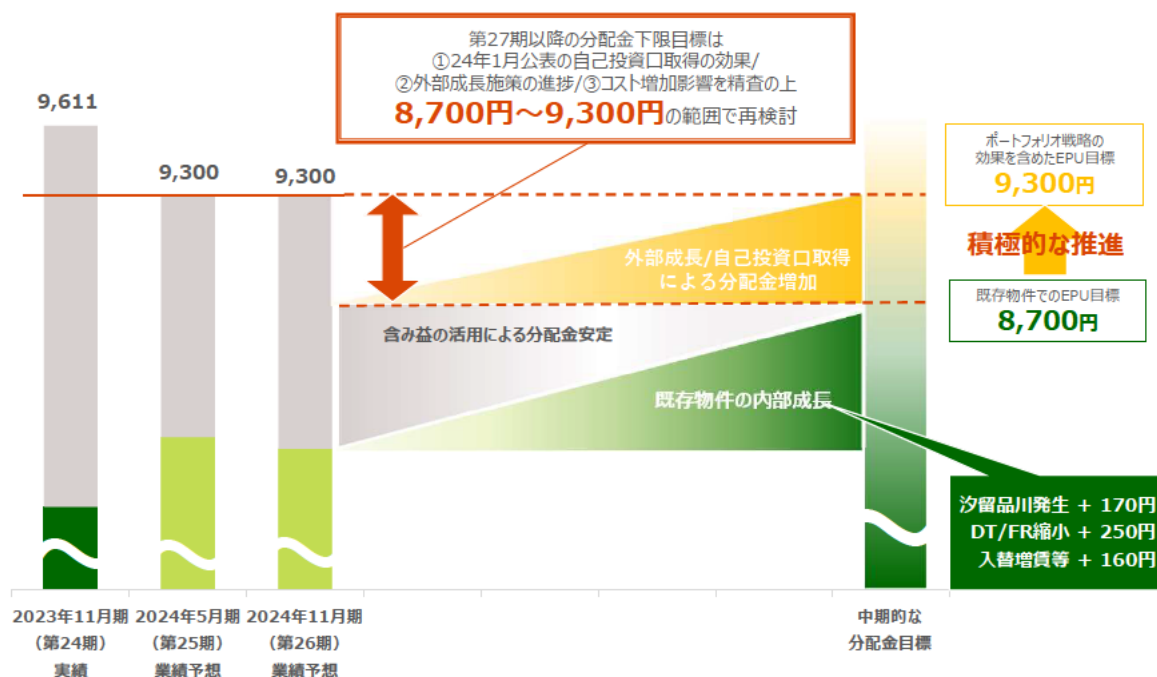 第27期以降の分配金下限目標は
①24年1月公表の自己投資口取得の効果/
②外部成長施策の進捗/③コスト増加影響を精査の上
8,700円～9,300円の範囲で再検討
9,611
9,300
9,300
ポートフォリオ戦略の
効果を含めたEPU目標
9,300円
積極的な推進
既存物件でのEPU目標
8,700円
外部成長/自己投資口取得
による分配金増加
含み益の活用による分配金安定
既存物件の内部成長
汐留品川発生 + 170円
DT/FR縮小 + 250円
入替増賃等 + 160円
2023年11月期
（第24期）
実績
2024年5月期
（第25期）
業績予想
2024年11月期
（第26期）
業績予想
中期的な
分配金目標